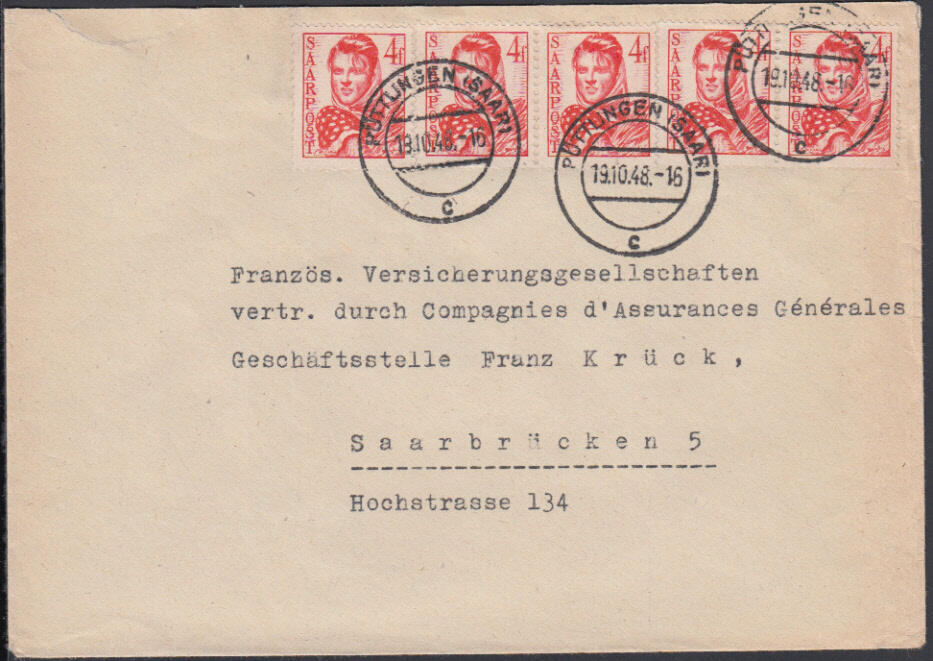 SAARPOST 4f
SAARPOST 4f
SAARPOST 4f
SAARPOST 4f
SAARPOST 4f
PÜTTLINGEN (SAAR)
19.10.48.-16
c
PÜTTLINGEN (SAAR)
19.10.48.-16
c
19.10.48.-16
c
Französ. Versicherungsgesellschaften
vertr. durch Compagnies d'Assurances Générales
Geschäftsstelle Franz Krück,
Saarbrücken 5
Hochstrasse 134